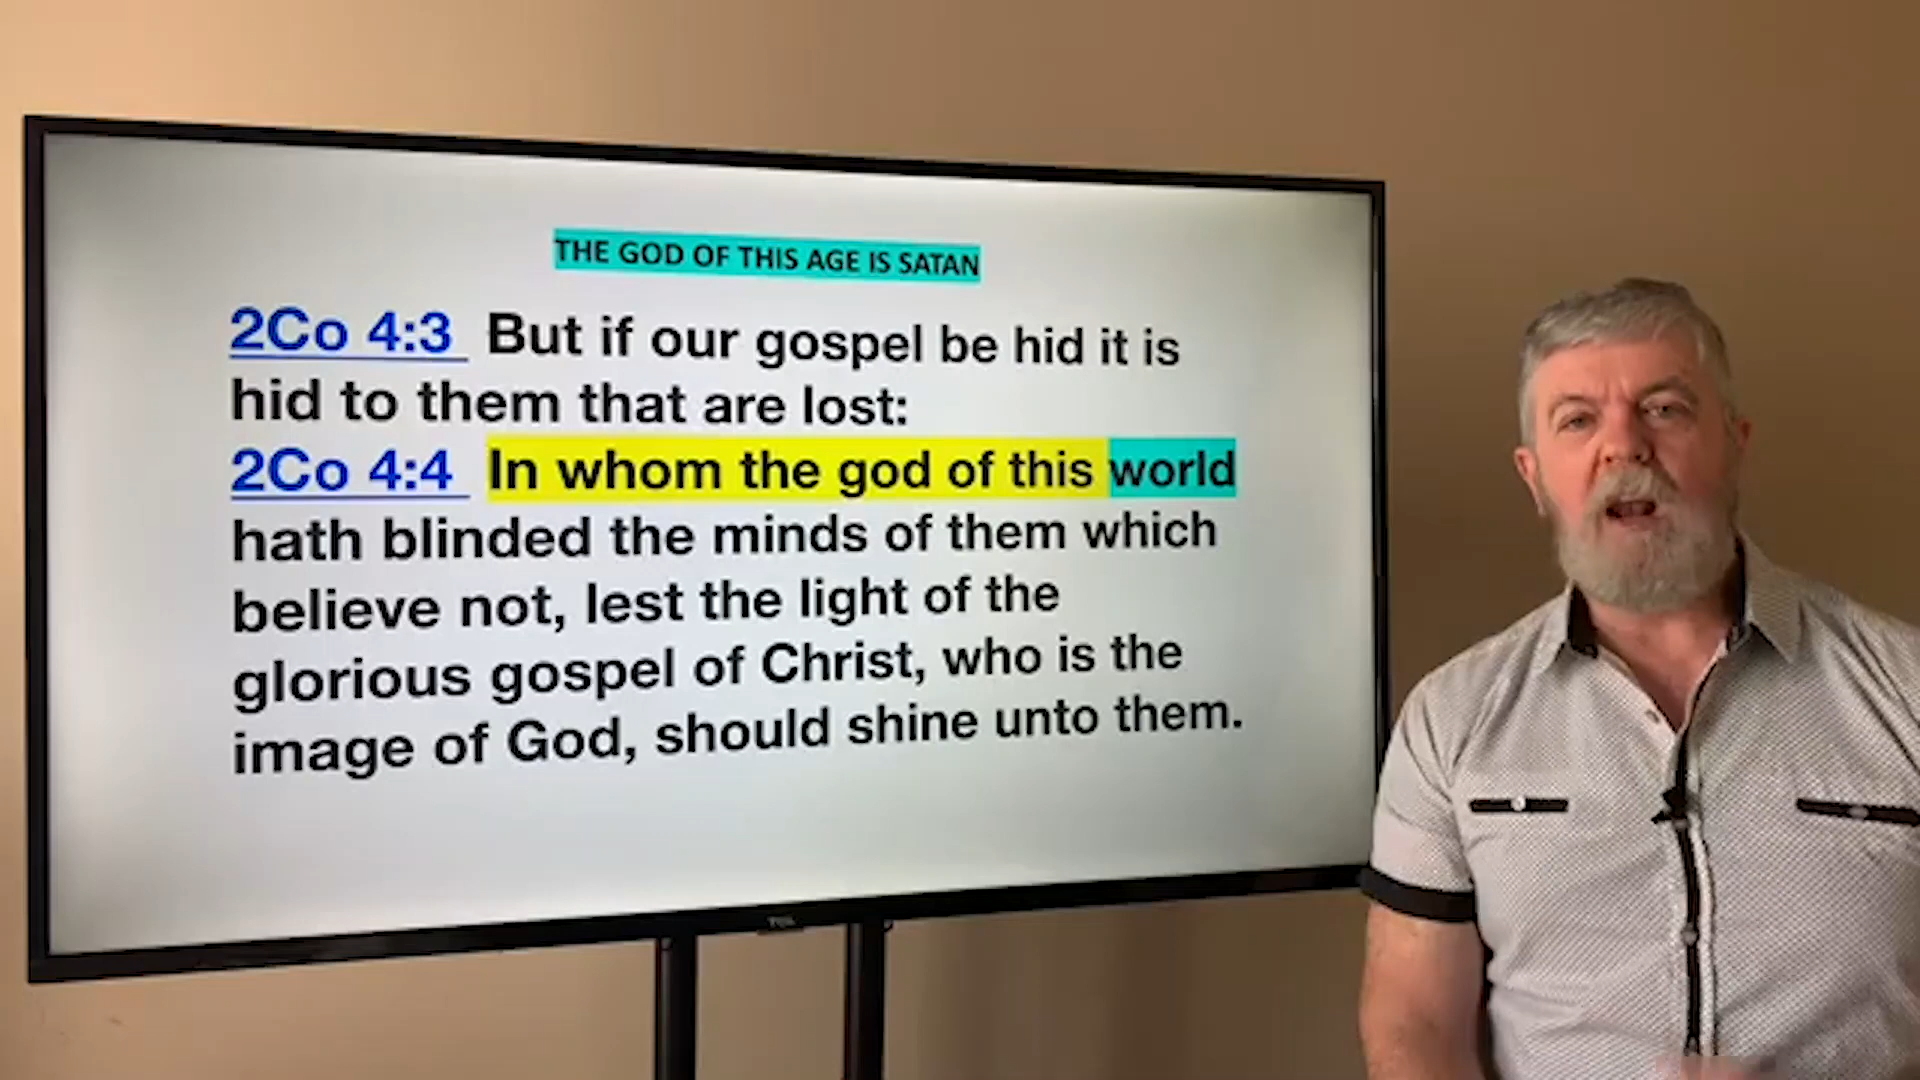 THE GOD OF THIS AGE IS SATAN
2Co 4:3 But if our gospel be hid it is
hid to them that are lost:
2Co 4:4 In whom the god of this world
hath blinded the minds of them which
believe not, lest the light of the
glorious gospel of Christ, who is the
image of God, should shine unto them.
TCL